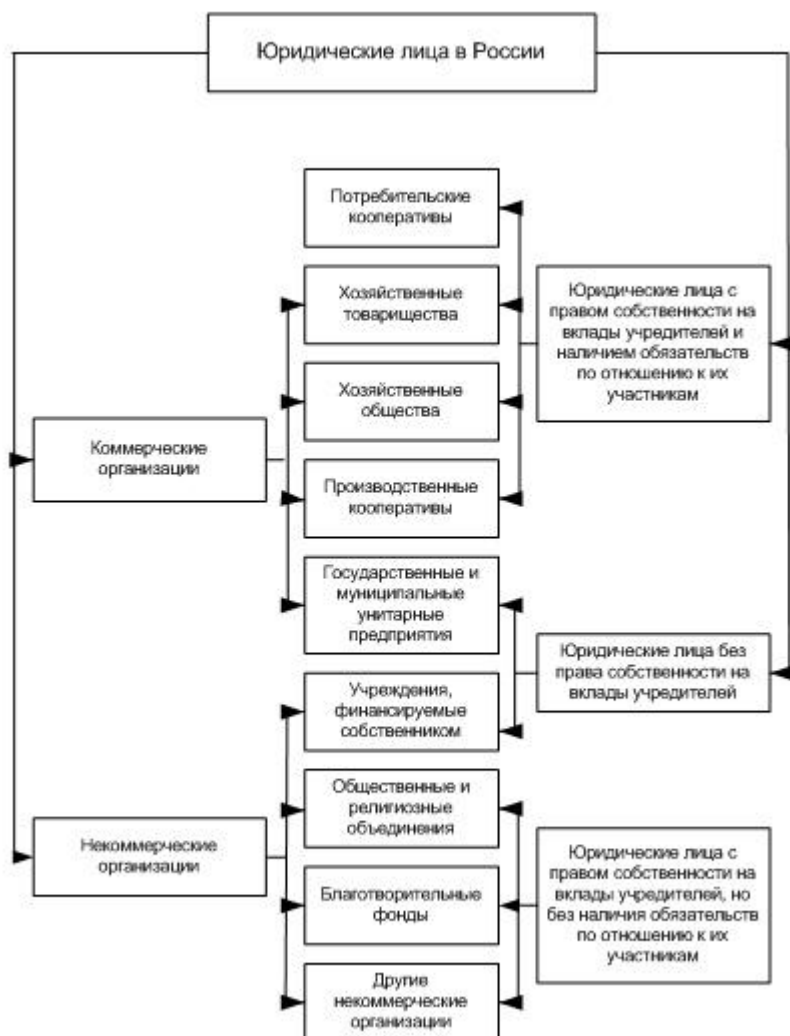 Юридические лица в России
Потребительские
кооперативы
Хозяйственные
товарищества
Юридические лица с
правом собственности на
вклады учредителей и
наличием обязательств
по отношению к их
участникам
Хозяйственные
общества
Коммерческие
организации
Производственные
кооперативы
Государственные и
муниципальные
унитарные
предприятия
Юридические лица без
права собственности на
вклады учредителей
Учреждения,
финансируемые
собственником
Общественные и
религиозные
объединения
Некоммерческие
организации
Юридические лица с
правом собственности на
вклады учредителей, но
без наличия обязательств
по отношению к их
участникам
Благотворительные
фонды
Другие
некоммерческие
организации